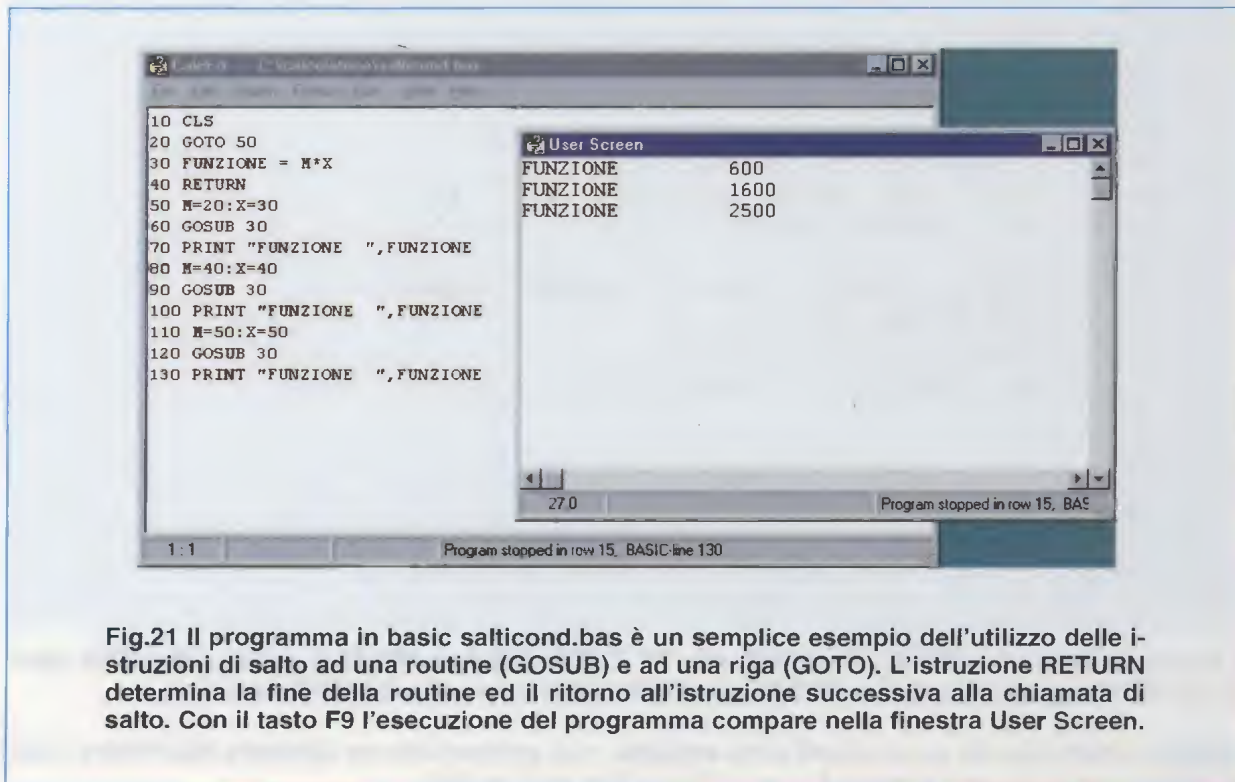 10 CLS
20 GOTO 50
30 FUNZIONE = M*X
40 RETURN
50 M=20:X=30
60 GOSUB 30
70 PRINT "FUNZIONE  ",FUNZIONE
80 M=40:X=40
90 GOSUB 30
100 PRINT "FUNZIONE  ",FUNZIONE
110 M=50:X=50
120 GOSUB 30
130 PRINT "FUNZIONE  ",FUNZIONE
1:1
Program stopped in row 15, BASIC-line 130
User Screen
FUNZIONE 600
FUNZIONE 1600
FUNZIONE 2500
27.0
Program stopped in row 15, BAS
Fig.21 Il programma in basic salticond.bas è un semplice esempio dell'utilizzo delle i-
struzioni di salto ad una routine (GOSUB) e ad una riga (GOTO). L'istruzione RETURN
determina la fine della routine ed il ritorno all'istruzione successiva alla chiamata di
salto. Con il tasto F9 l'esecuzione del programma compare nella finestra User Screen.